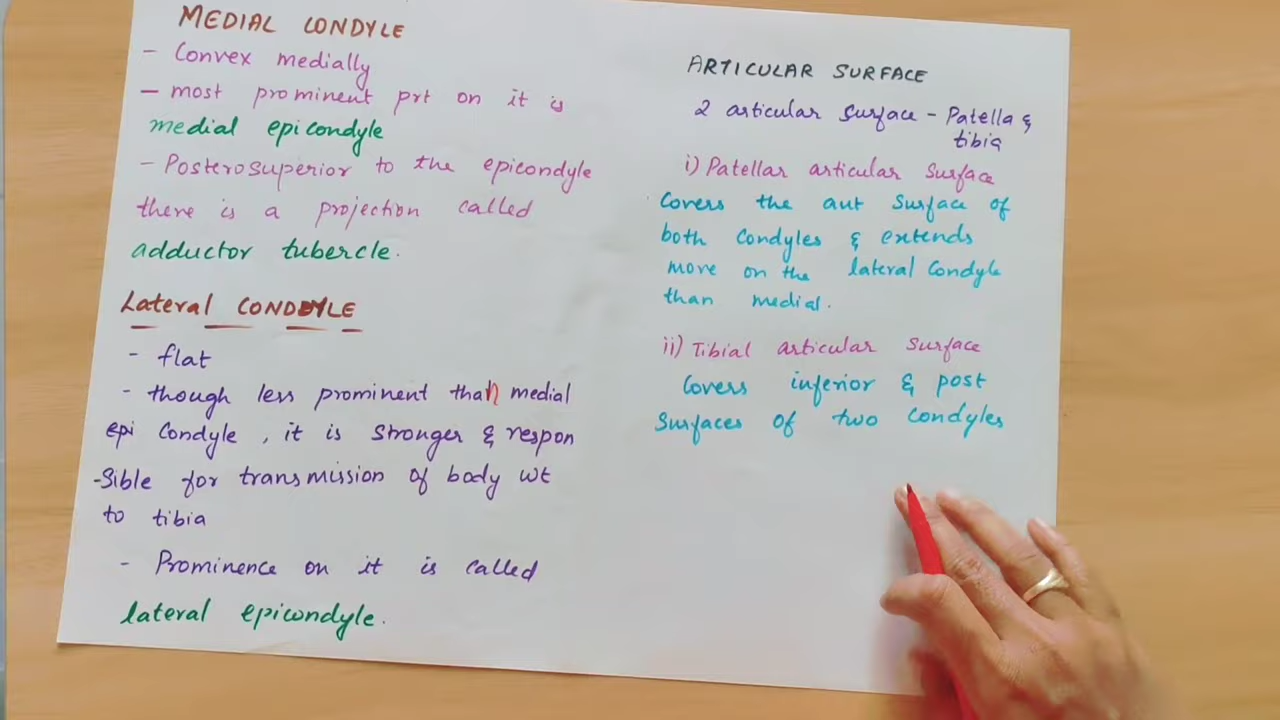 MEDIAL CONDYLE
- Convex medially
- most prominent prt on it is
medial epicondyle
- Posterosuperior to the epicondyle
there is a projection called
adductor tubercle.
Lateral CONDYLE
- flat
- though less prominent than medial
epi Condyle, it is stronger & respon
-sible for transmission of body wt
to tibia
- Prominence on it is called
lateral epicondyle.
ARTICULAR SURFACE
2 articular surface - Patella &
tibia
i) Patellar articular surface
Covers the ant surface of
both Condyles & extends
more on the lateral Condyle
than medial.
ii) Tibial articular surface
Covers inferior & post
surfaces of two condyles